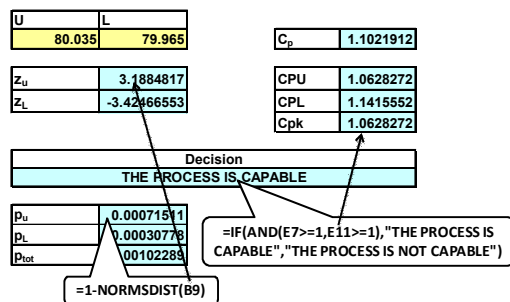 U L
80.035 79.965
Cp 1.1021912
zu 3.1884817
zL -3.42466553
CPU 1.0628272
CPL 1.1415552
Cpk 1.0628272
Decision
THE PROCESS IS CAPABLE
pu 0.00071511
pL 0.00030778
ptot 00102289
=IF(AND(E7>=1,E11>=1),"THE PROCESS IS
CAPABLE","THE PROCESS IS NOT CAPABLE")
=1-NORMSDIST(B9)